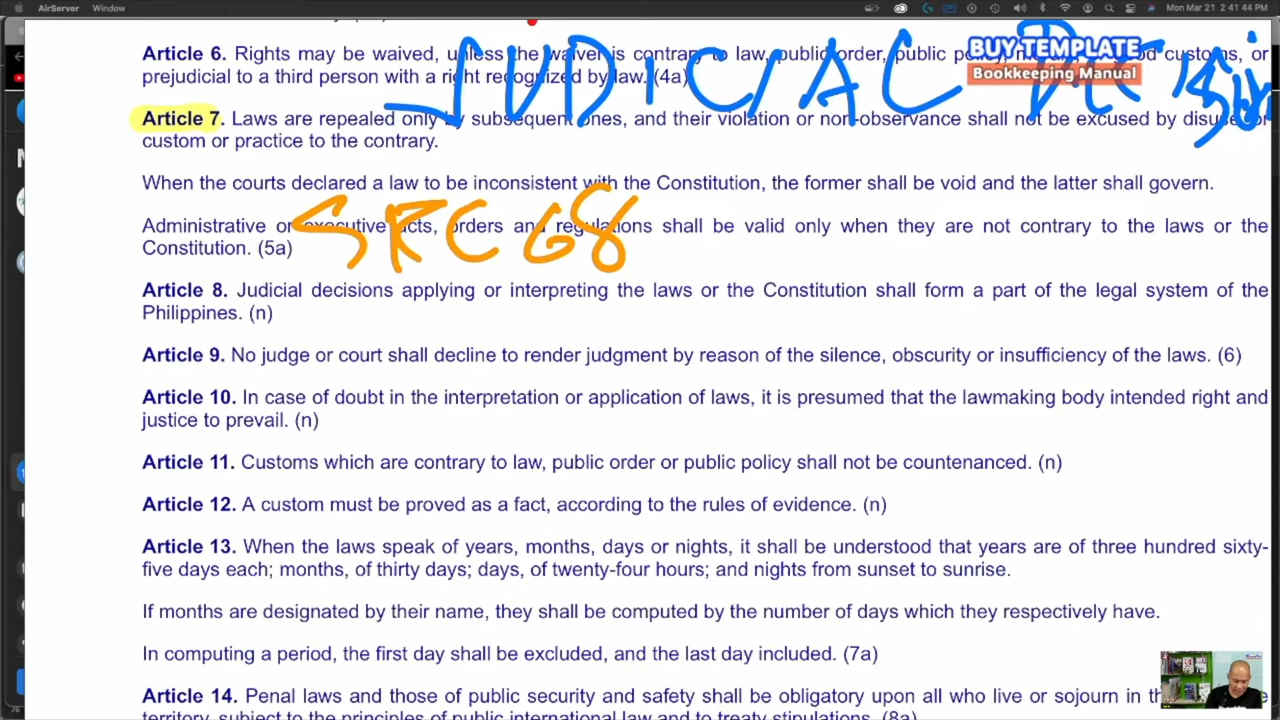 AirServer Window Mon Mar 21 2:41:44 PM
Article 6. Rights may be waived, unless the waiver is contrary to law, public order, public policy, or good customs, or
prejudicial to a third person with a right recognized by law. (4a)
BUY TEMPLATE
Bookkeeping Manual
JUDICIAL
Article 7. Laws are repealed only by subsequent ones, and their violation or non-observance shall not be excused by disuse or
custom or practice to the contrary.
When the courts declared a law to be inconsistent with the Constitution, the former shall be void and the latter shall govern.
SRC 68
Administrative or executive acts, orders and regulations shall be valid only when they are not contrary to the laws or the
Constitution. (5a)
Article 8. Judicial decisions applying or interpreting the laws or the Constitution shall form a part of the legal system of the
Philippines. (n)
Article 9. No judge or court shall decline to render judgment by reason of the silence, obscurity or insufficiency of the laws. (6)
Article 10. In case of doubt in the interpretation or application of laws, it is presumed that the lawmaking body intended right and
justice to prevail. (n)
Article 11. Customs which are contrary to law, public order or public policy shall not be countenanced. (n)
Article 12. A custom must be proved as a fact, according to the rules of evidence. (n)
Article 13. When the laws speak of years, months, days or nights, it shall be understood that years are of three hundred sixty-
five days each; months, of thirty days; days, of twenty-four hours; and nights from sunset to sunrise.
If months are designated by their name, they shall be computed by the number of days which they respectively have.
In computing a period, the first day shall be excluded, and the last day included. (7a)
Article 14. Penal laws and those of public security and safety shall be obligatory upon all who live or sojourn in
territory, subject to the principles of public international law and to treaty stipulations. (8a)